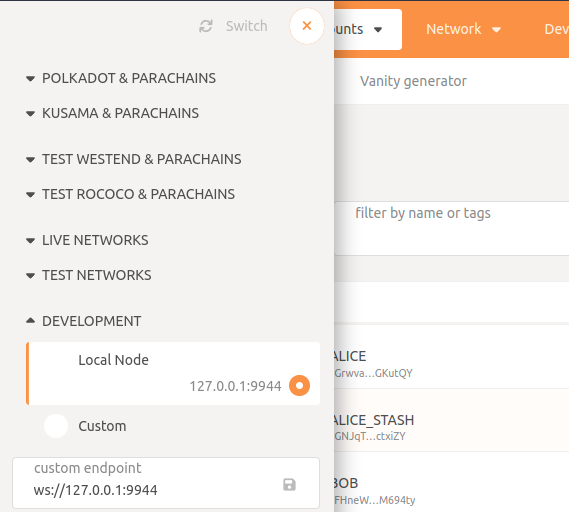 Switch
POLKADOT & PARACHAINS
KUSAMA & PARACHAINS
TEST WESTEND & PARACHAINS
TEST ROCOCO & PARACHAINS
LIVE NETWORKS
TEST NETWORKS
DEVELOPMENT
Local Node
127.0.0.1:9944
Custom
custom endpoint
ws://127.0.0.1:9944
unts
Network
Dev
Vanity generator
filter by name or tags
ALICE
Grwva...GKutQY
ALICE_STASH
GNJqT...ctxiZY
BOB
FHneW...M694ty